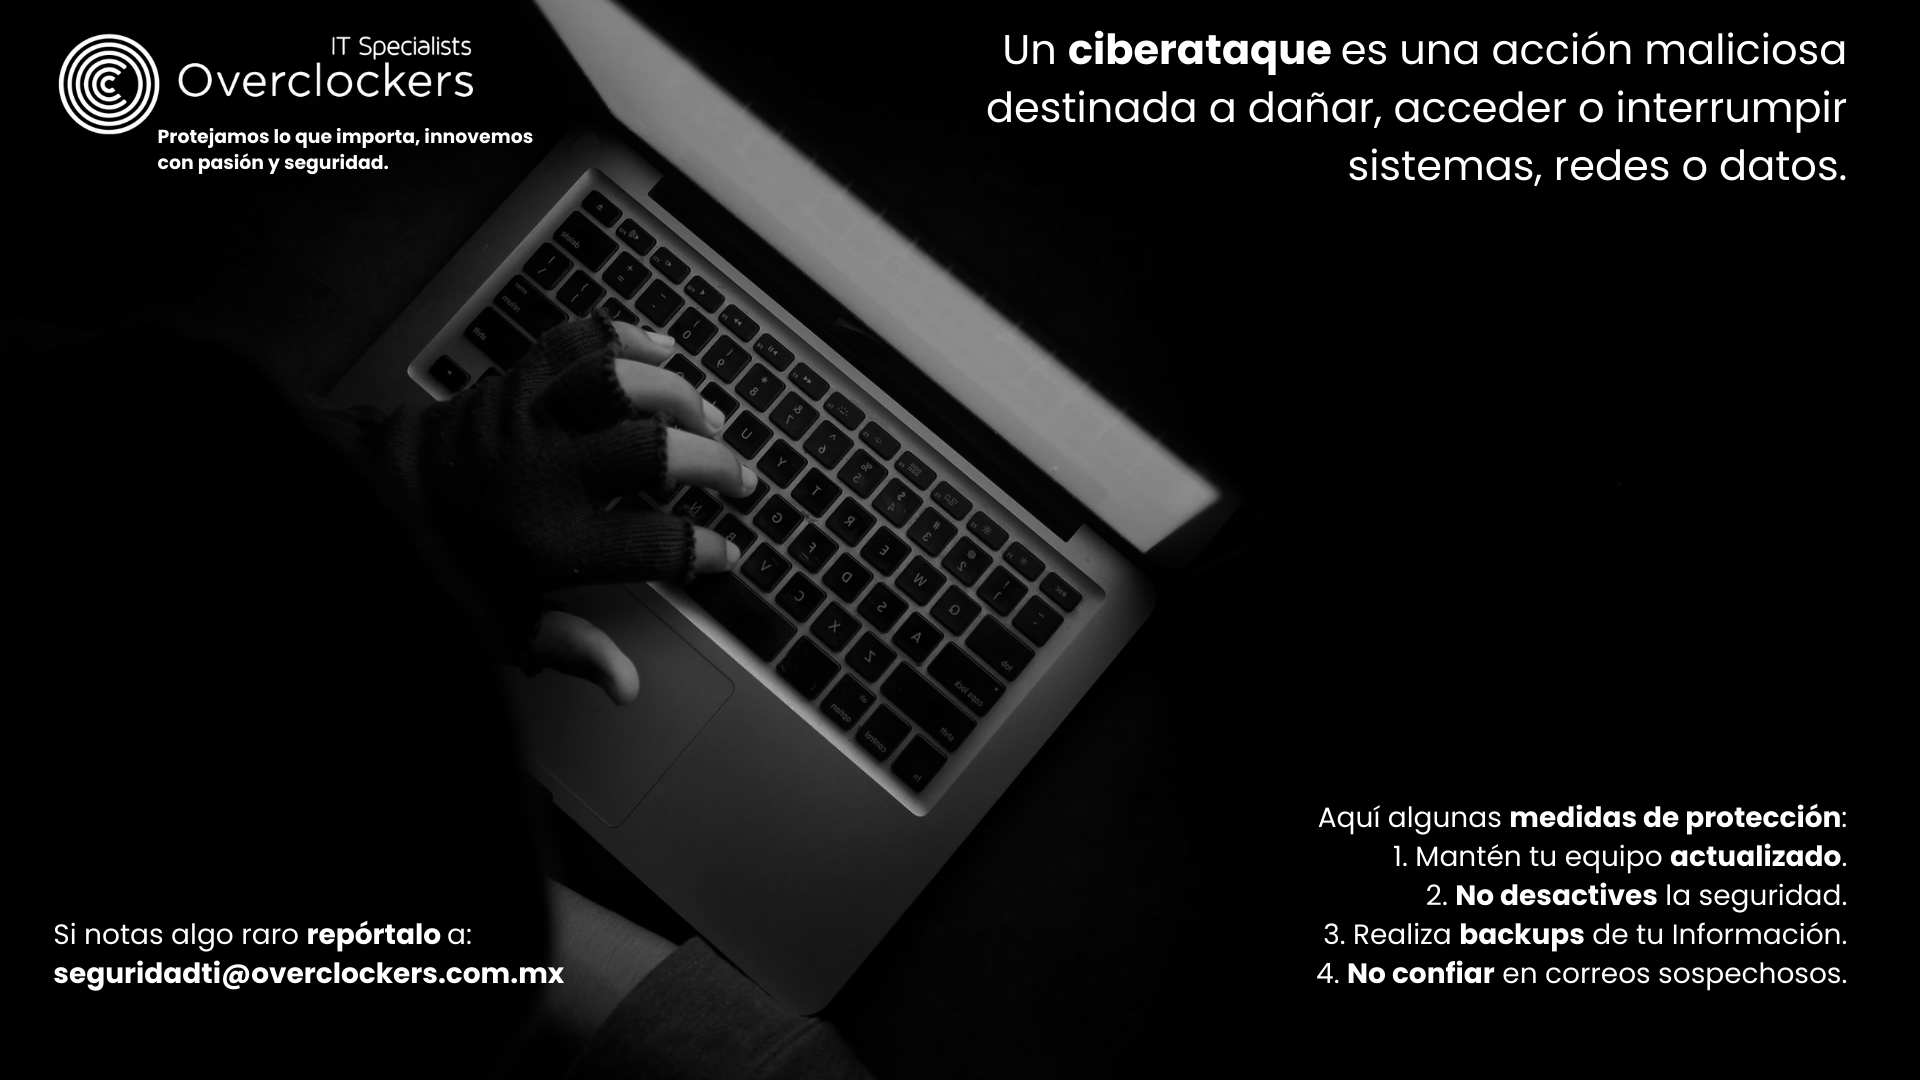 IT Specialists
Overclockers
Protejamos lo que importa, innovemos
con pasión y seguridad.
Un ciberataque es una acción maliciosa
destinada a dañar, acceder o interrumpir
sistemas, redes o datos.
Aquí algunas medidas de protección:
1. Mantén tu equipo actualizado.
2. No desactives la seguridad.
3. Realiza backups de tu Información.
4. No confiar en correos sospechosos.
Si notas algo raro repórtalo a:
seguridadti@overclockers.com.mx